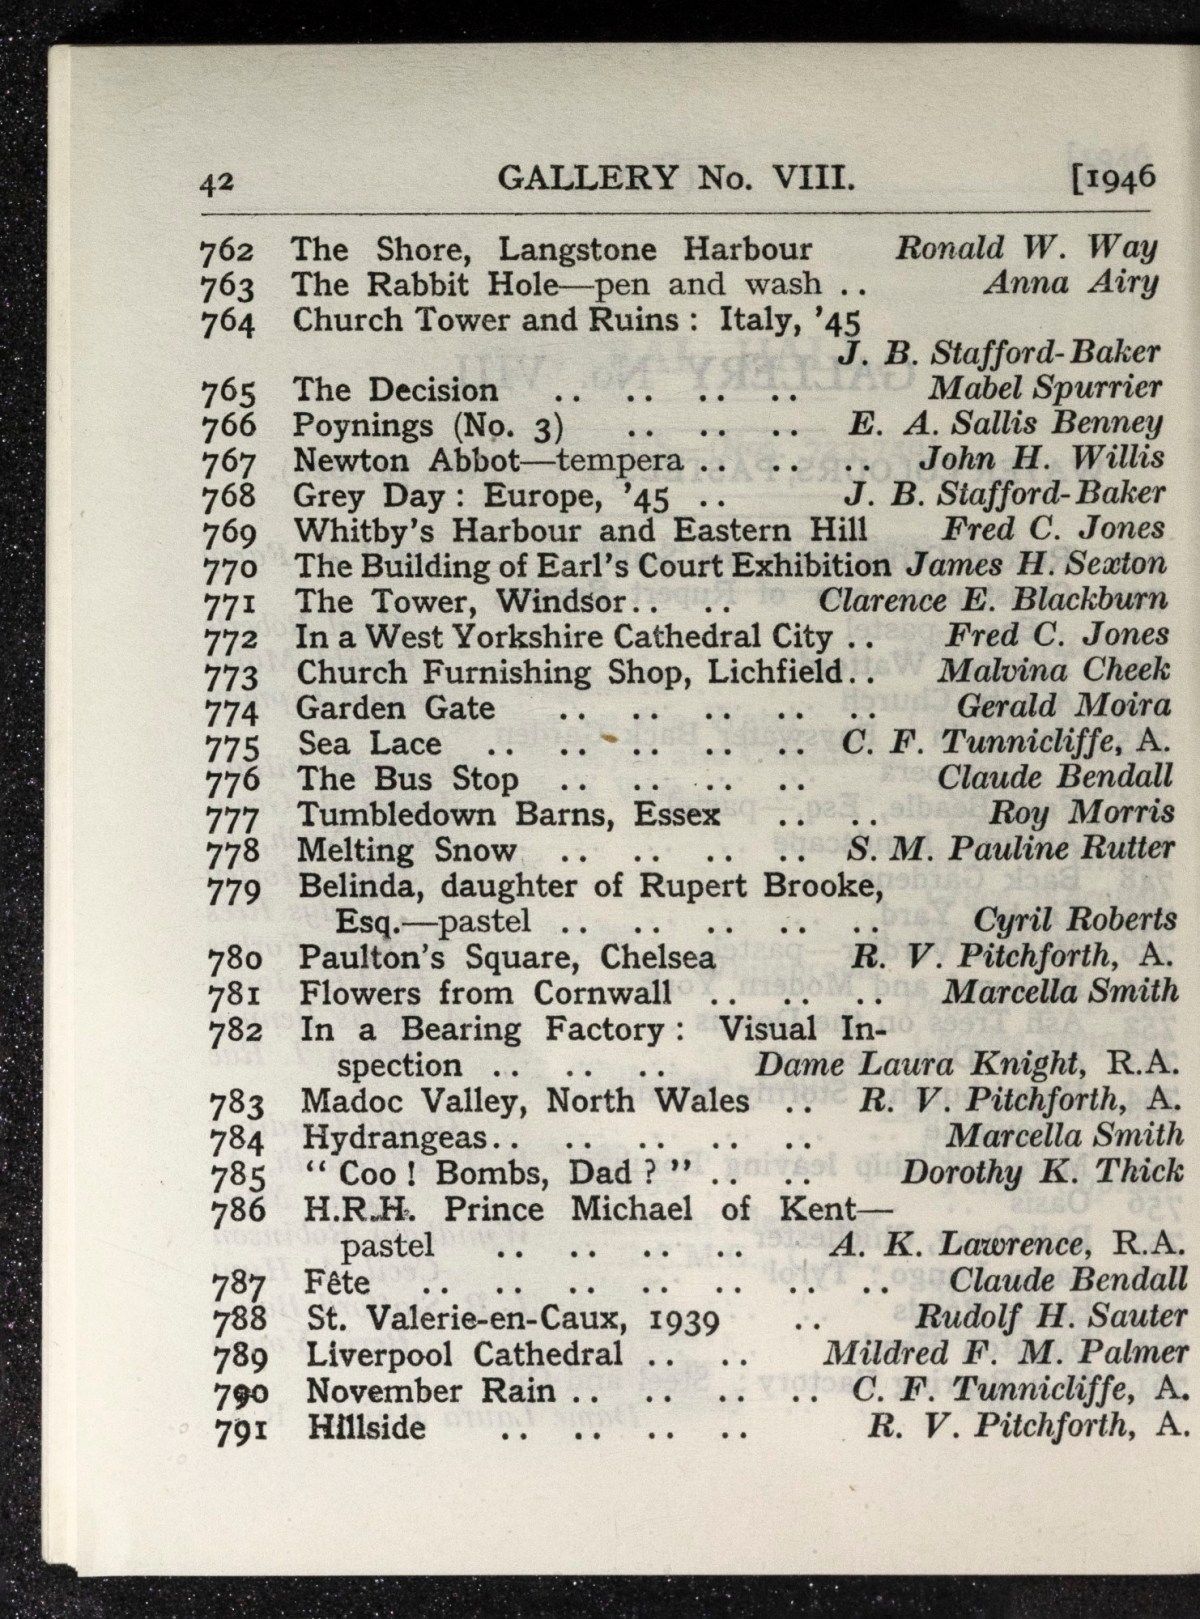 42 GALLERY No. VIII. [1946
762 The Shore, Langstone Harbour Ronald W. Way
763 The Rabbit Hole—pen and wash .. Anna Airy
764 Church Tower and Ruins : Italy, ’45
J. B. Stafford-Baker
765 The Decision .. .. .. .. Mabel Spurrier
766 Poynings (No. 3) .. .. .. E. A. Sallis Benney
767 Newton Abbot—tempera .. .. .. John H. Willis
768 Grey Day : Europe, ’45 .. J. B. Stafford-Baker
769 Whitby’s Harbour and Eastern Hill Fred C. Jones
770 The Building of Earl’s Court Exhibition James H. Sexton
771 The Tower, Windsor.. .. Clarence E. Blackburn
772 In a West Yorkshire Cathedral City .. Fred C. Jones
773 Church Furnishing Shop, Lichfield.. Malvina Cheek
774 Garden Gate .. .. .. .. .. Gerald Moira
775 Sea Lace .. .. .. .. .. C. F. Tunnicliffe, A.
776 The Bus Stop .. .. .. .. Claude Bendall
777 Tumbledown Barns, Essex .. .. Roy Morris
778 Melting Snow .. .. .. .. S. M. Pauline Rutter
779 Belinda, daughter of Rupert Brooke,
Esq.—pastel .. .. .. .. .. Cyril Roberts
780 Paulton’s Square, Chelsea R. V. Pitchforth, A.
781 Flowers from Cornwall .. .. .. Marcella Smith
782 In a Bearing Factory : Visual In-
spection .. .. .. Dame Laura Knight, R.A.
783 Madoc Valley, North Wales .. R. V. Pitchforth, A.
784 Hydrangeas.. .. .. .. .. Marcella Smith
785 “ Coo ! Bombs, Dad ? ” .. .. Dorothy K. Thick
786 H.R.H. Prince Michael of Kent—
pastel .. .. .. .. A. K. Lawrence, R.A.
787 Fête .. .. .. .. .. .. .. Claude Bendall
788 St. Valerie-en-Caux, 1939 .. Rudolf H. Sauter
789 Liverpool Cathedral .. .. Mildred F. M. Palmer
790 November Rain .. .. .. .. C. F. Tunnicliffe, A.
791 Hillside .. .. .. .. R. V. Pitchforth, A.